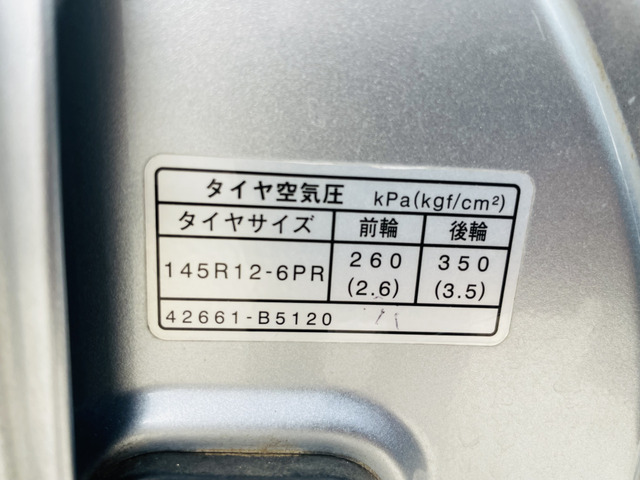 タイヤ空気圧 kPa(kgf/cm²)
タイヤサイズ 前輪 後輪
145R12-6PR 260 (2.6) 350 (3.5)
42661-B5120